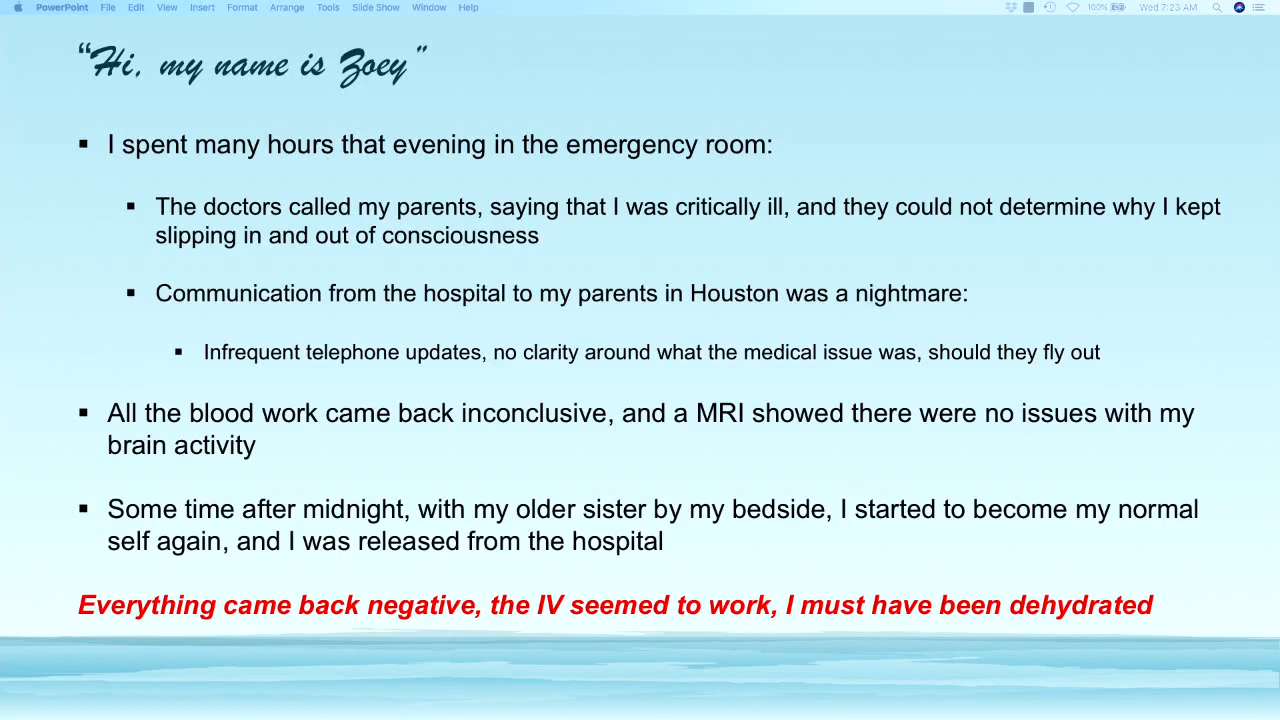 PowerPoint File Edit View Insert Format Arrange Tools Slide Show Window Help 100% Wed 7:23 AM
“Hi, my name is Zoey”
▪ I spent many hours that evening in the emergency room:
▪ The doctors called my parents, saying that I was critically ill, and they could not determine why I kept
slipping in and out of consciousness
▪ Communication from the hospital to my parents in Houston was a nightmare:
▪ Infrequent telephone updates, no clarity around what the medical issue was, should they fly out
▪ All the blood work came back inconclusive, and a MRI showed there were no issues with my
brain activity
▪ Some time after midnight, with my older sister by my bedside, I started to become my normal
self again, and I was released from the hospital
Everything came back negative, the IV seemed to work, I must have been dehydrated